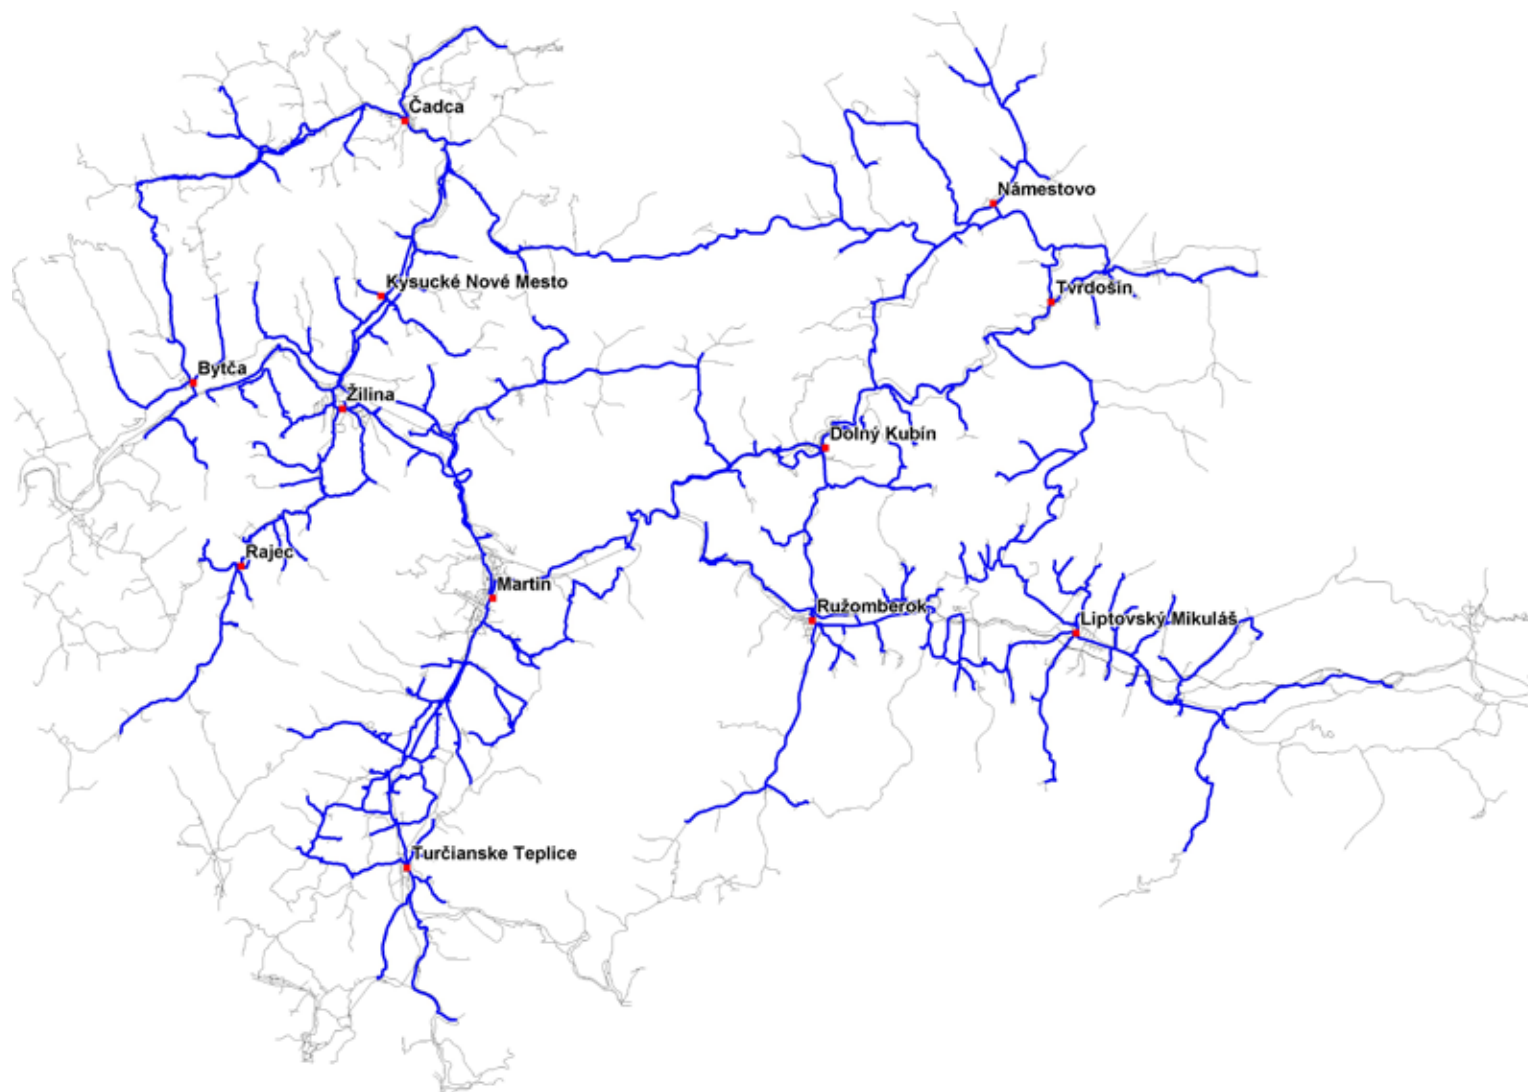 Čadca
Námestovo
Kysucké Nové Mesto
Tvrdošín
Bytča
Žilina
Dolný Kubín
Rajec
Martin
Ružomberok
Liptovský Mikuláš
Turčianske Teplice